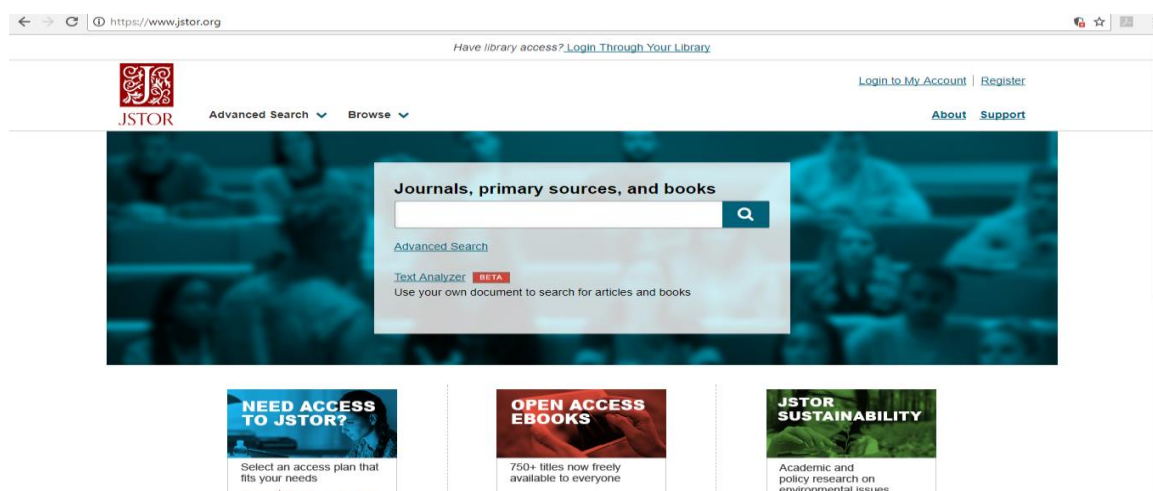 https://www.jstor.org
Have library access? Login Through Your Library
Login to My Account | Register
JSTOR
Advanced Search Browse
About Support
Journals, primary sources, and books
Advanced Search
Text Analyzer BETA
Use your own document to search for articles and books
NEED ACCESS
TO JSTOR?
Select an access plan that
fits your needs
OPEN ACCESS
EBOOKS
750+ titles now freely
available to everyone
JSTOR
SUSTAINABILITY
Academic and
policy research on
environmental issues